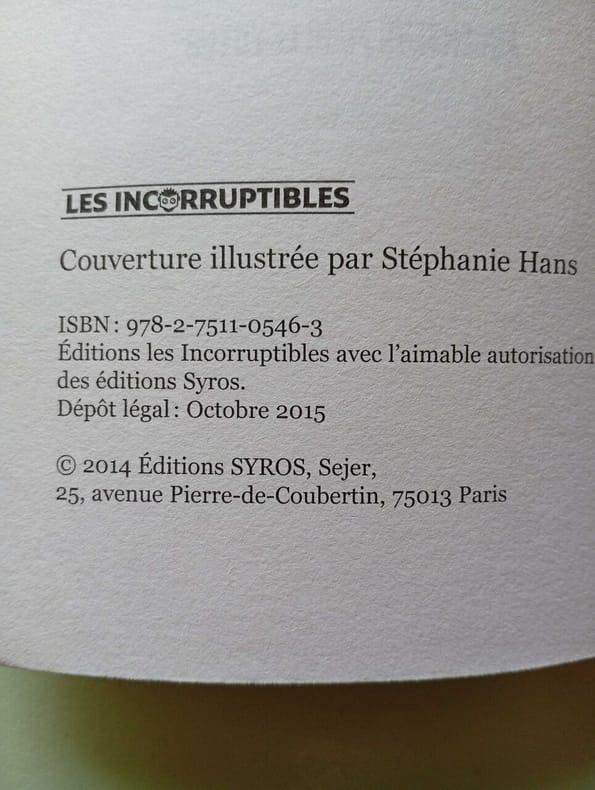 LES INCORRUPTIBLES
Couverture illustrée par Stéphanie Hans
ISBN : 978-2-7511-0546-3
Éditions les Incorruptibles avec l’aimable autorisation
des éditions Syros.
Dépôt légal : Octobre 2015
© 2014 Éditions SYROS, Sejer,
25, avenue Pierre-de-Coubertin, 75013 Paris